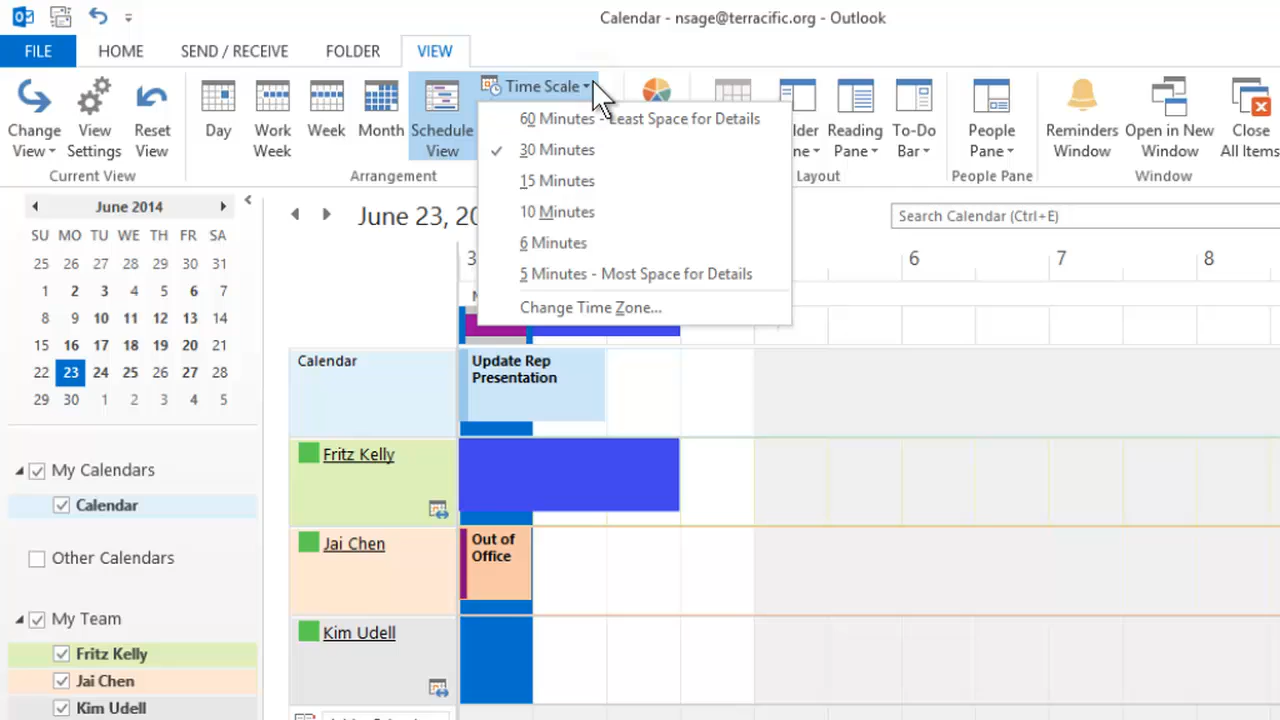 Calendar - nsage@terracific.org - Outlook
FILE HOME SEND / RECEIVE FOLDER VIEW
Change View
View Settings
Reset View
Current View
Day
Work Week
Week
Month
Schedule View
Arrangement
Time Scale
60 Minutes - Least Space for Details
30 Minutes
15 Minutes
10 Minutes
6 Minutes
5 Minutes - Most Space for Details
Change Time Zone...
Reading Pane
To-Do Bar
Layout
People Pane
People Pane
Reminders Window
Open in New Window
Close All Items
Window
June 2014
SU MO TU WE TH FR SA
25 26 27 28 29 30 31
1 2 3 4 5 6 7
8 9 10 11 12 13 14
15 16 17 18 19 20 21
22 23 24 25 26 27 28
29 30 1 2 3 4 5
My Calendars
Calendar
Other Calendars
My Team
Fritz Kelly
Jai Chen
Kim Udell
June 23,
Search Calendar (Ctrl+E)
3 6 7 8
Calendar
Update Rep
Presentation
Fritz Kelly
Jai Chen
Out of
Office
Kim Udell